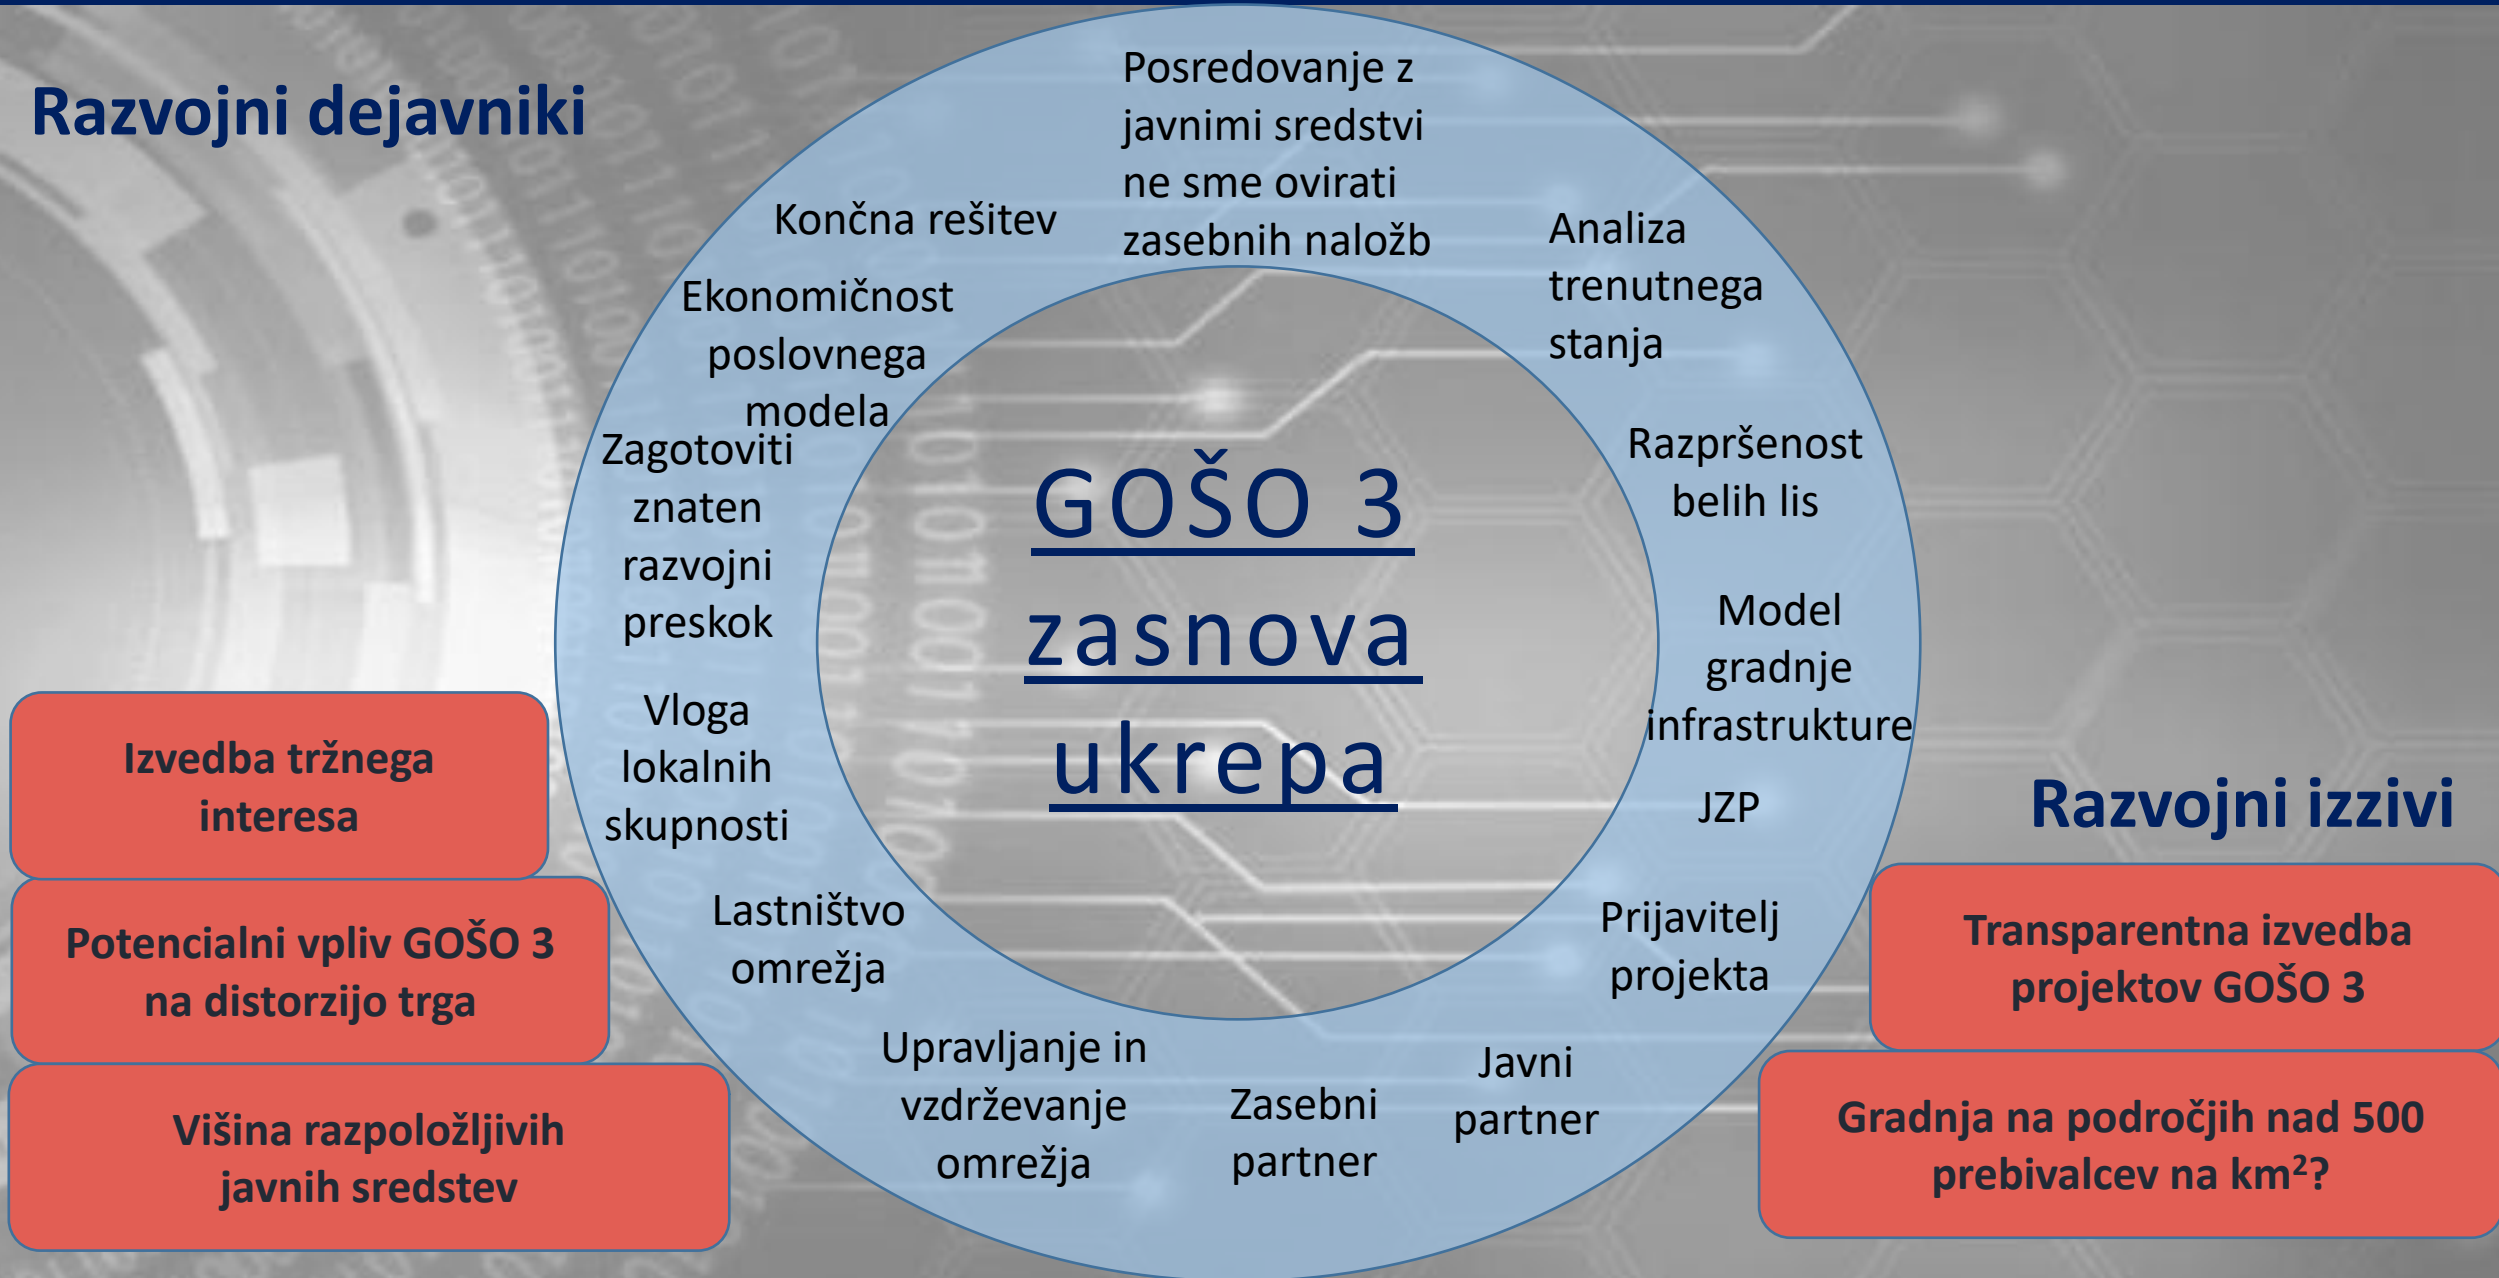 Razvojni dejavniki
Posredovanje z
javnimi sredstvi
ne sme ovirati
zasebnih naložb
Analiza
trenutnega
stanja
Razpršenost
belih lis
Model
gradnje
infrastrukture
JZP
Prijavitelj
projekta
Javni
partner
Zasebni
partner
Upravljanje in
vzdrževanje
omrežja
Lastništvo
omrežja
Vloga
lokalnih
skupnosti
Zagotoviti
znaten
razvojni
preskok
Ekonomičnost
poslovnega
modela
Končna rešitev
GOŠO 3
zasnova
ukrepa
Izvedba tržnega
interesa
Potencialni vpliv GOŠO 3
na distorzijo trga
Višina razpoložljivih
javnih sredstev
Razvojni izzivi
Transparentna izvedba
projektov GOŠO 3
Gradnja na področjih nad 500
prebivalcev na km²?